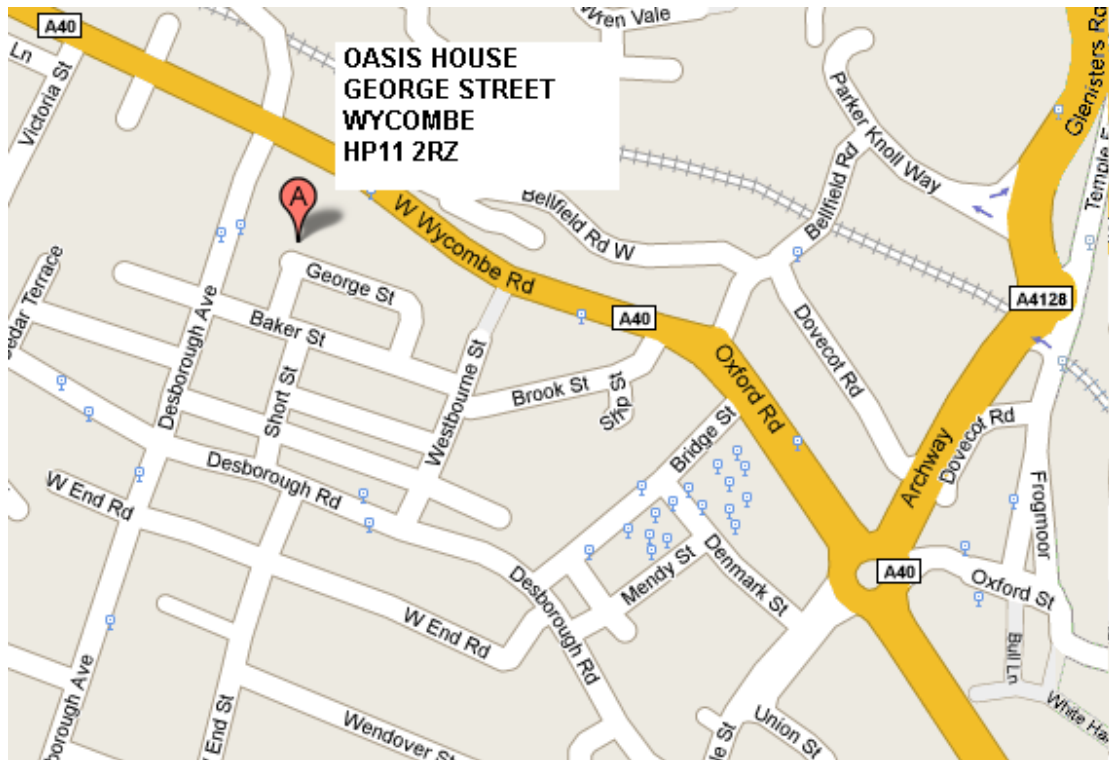 Wren Vale
A40
Ln
Victoria St
OASIS HOUSE
GEORGE STREET
WYCOMBE
HP11 2RZ
Glenisters Rd
Parker Knoll Way
Temple E
Bellfield Rd
A
Bellfield Rd W
W Wycombe Rd
George St
edar Terrace
A4128
Baker St
A40
Desborough Ave
Dovecot Rd
Oxford Rd
Short St
Westbourne St
Brook St
Bridge St
Dovecot Rd
Archway
Desborough Rd
W End Rd
Frogmoor
Denmark St
Mendy St
A40
Oxford St
Desborough Rd
W End Rd
Bull Ln
borough Ave
End St
Wendover St
le St
Union St
White Ha